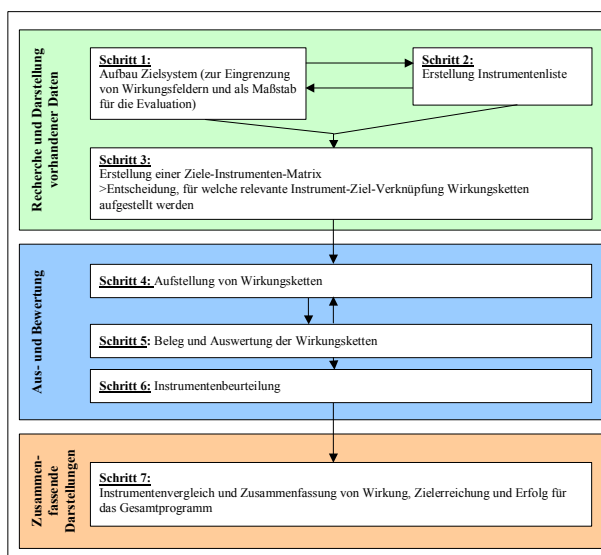 Recherche und Darstellung
vorhandener Daten
Schritt 1:
Aufbau Zielsystem (zur Eingrenzung
von Wirkungsfeldern und als Maßstab
für die Evaluation)
Schritt 2:
Erstellung Instrumentenliste
Schritt 3:
Erstellung einer Ziele-Instrumenten-Matrix
>Entscheidung, für welche relevante Instrument-Ziel-Verknüpfung Wirkungsketten
aufgestellt werden
Aus- und Bewertung
Schritt 4: Aufstellung von Wirkungsketten
Schritt 5: Beleg und Auswertung der Wirkungsketten
Schritt 6: Instrumentenbeurteilung
Zusammen-
fassende
Darstellungen
Schritt 7:
Instrumentenvergleich und Zusammenfassung von Wirkung, Zielerreichung und Erfolg für
das Gesamtprogramm